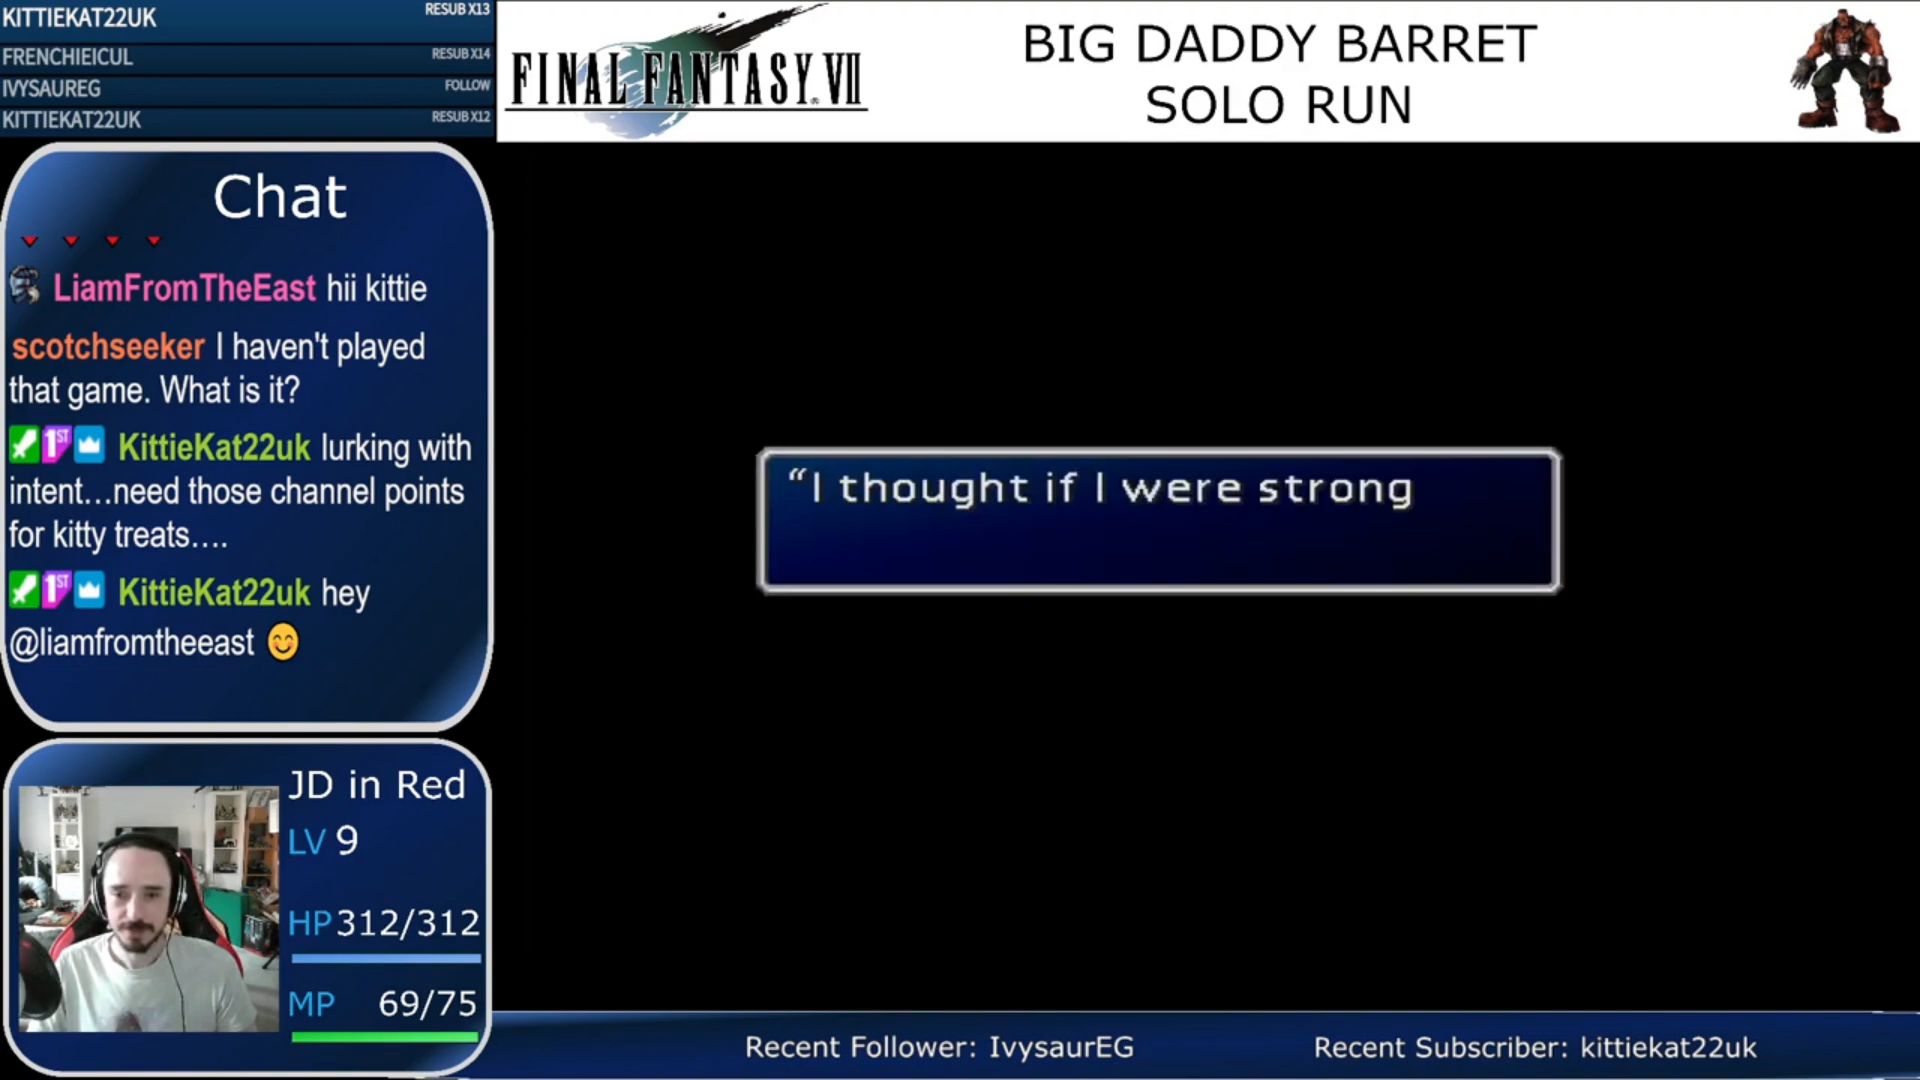 KITTIEKAT22UK RESUB X13
FRENCHIEICUL RESUB X14
IVYSAUREG FOLLOW
KITTIEKAT22UK RESUB X12
FINAL FANTASY VII
BIG DADDY BARRET
SOLO RUN
Chat
LiamFromTheEast hii kittie
scotchseeker I haven't played
that game. What is it?
1ST KittieKat22uk lurking with
intent...need those channel points
for kitty treats....
1ST KittieKat22uk hey
@liamfromtheeast 😊
“I thought if I were strong
JD in Red
LV 9
HP 312/312
MP 69/75
Recent Follower: IvysaurEG
Recent Subscriber: kittiekat22uk